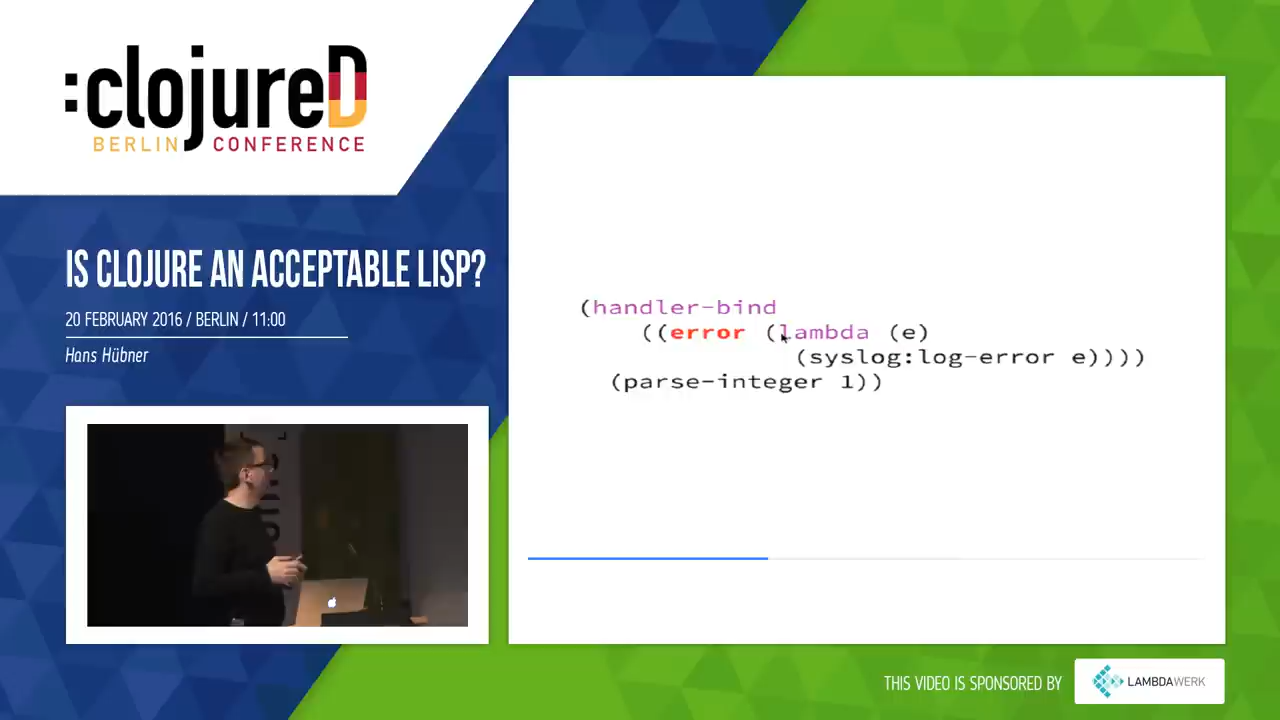 :clojureD
BERLIN CONFERENCE
IS CLOJURE AN ACCEPTABLE LISP?
20 FEBRUARY 2016 / BERLIN / 11:00
Hans Hübner
(handler-bind
((error (lambda (e)
(syslog:log-error e))))
(parse-integer 1))
THIS VIDEO IS SPONSORED BY
LAMBDAWERK